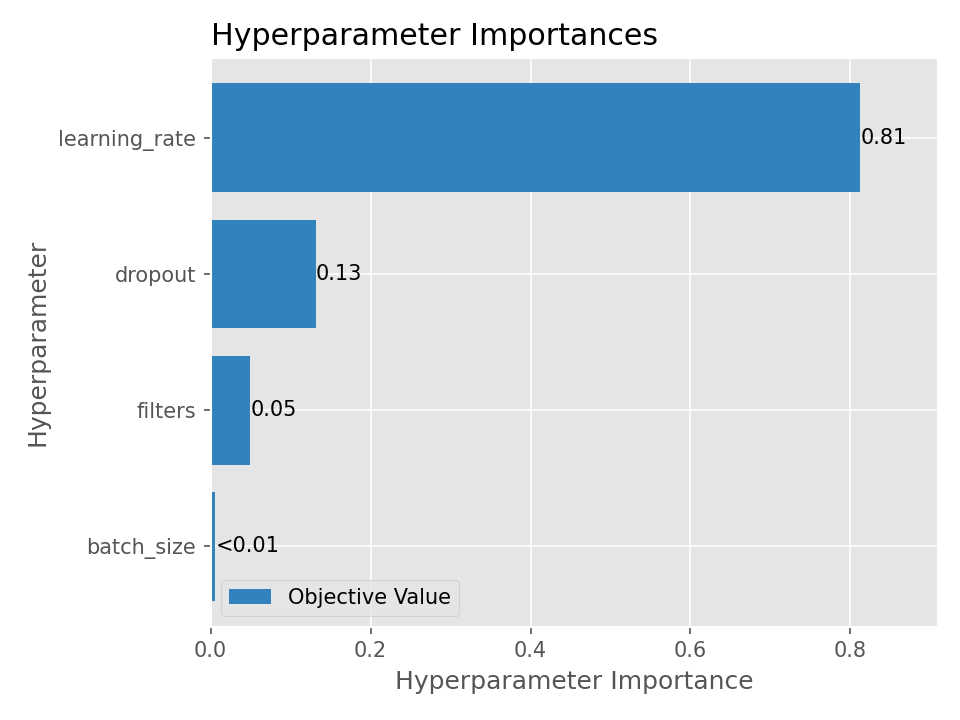 Hyperparameter Importances
learning_rate
0.81
dropout
0.13
filters
0.05
batch_size
<0.01
Objective Value
0.0 0.2 0.4 0.6 0.8
Hyperparameter Importance
Hyperparameter